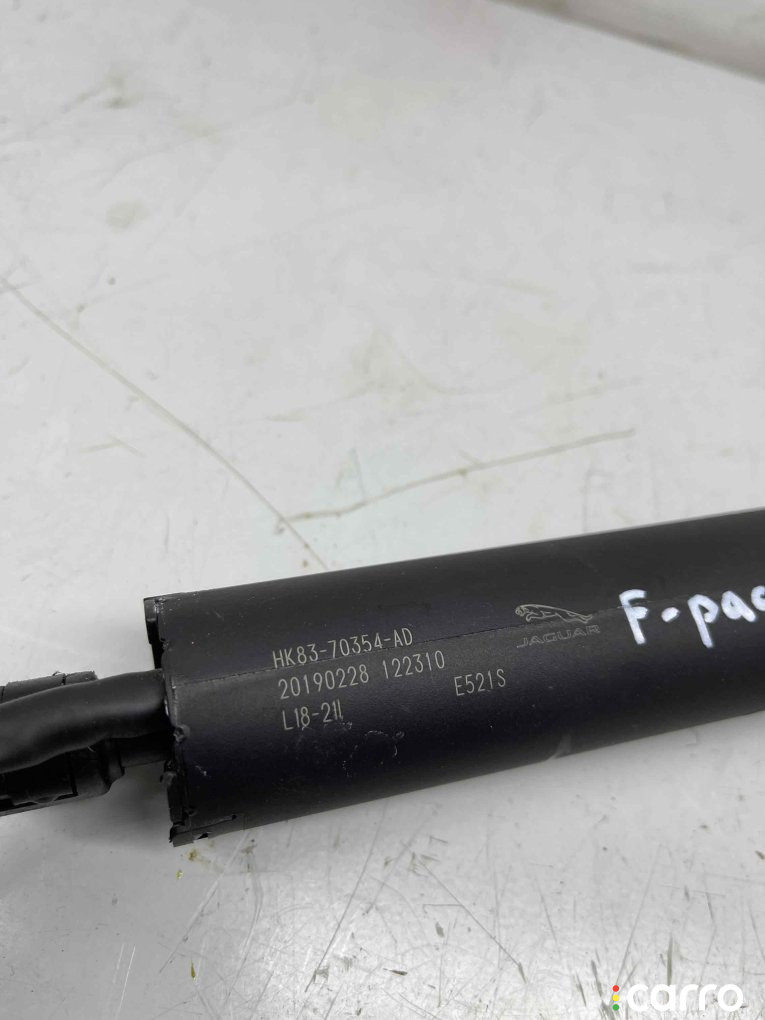 HK83-70354-AD
20190228 122310
L18-211
E521S
JAGUAR
F-pac
carro